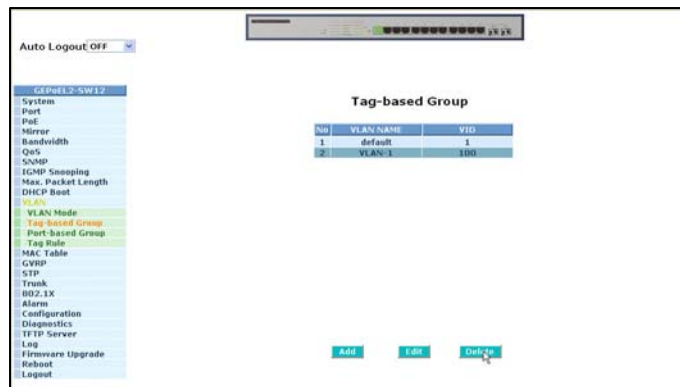 Auto Logout OFF
GEPoEL2-SW12
System
Port
PoE
Mirror
Bandwidth
QoS
SNMP
IGMP Snooping
Max. Packet Length
DHCP Boot
VLAN
VLAN Mode
Tag-based Group
Port-based Group
Tag Rule
MAC Table
GVRP
STP
Trunk
802.1X
Alarm
Configuration
Diagnostics
TFTP Server
Log
Firmware Upgrade
Reboot
Logout
Tag-based Group
No VLAN NAME VID
1 default 1
2 VLAN-1 100
Add Edit Delete